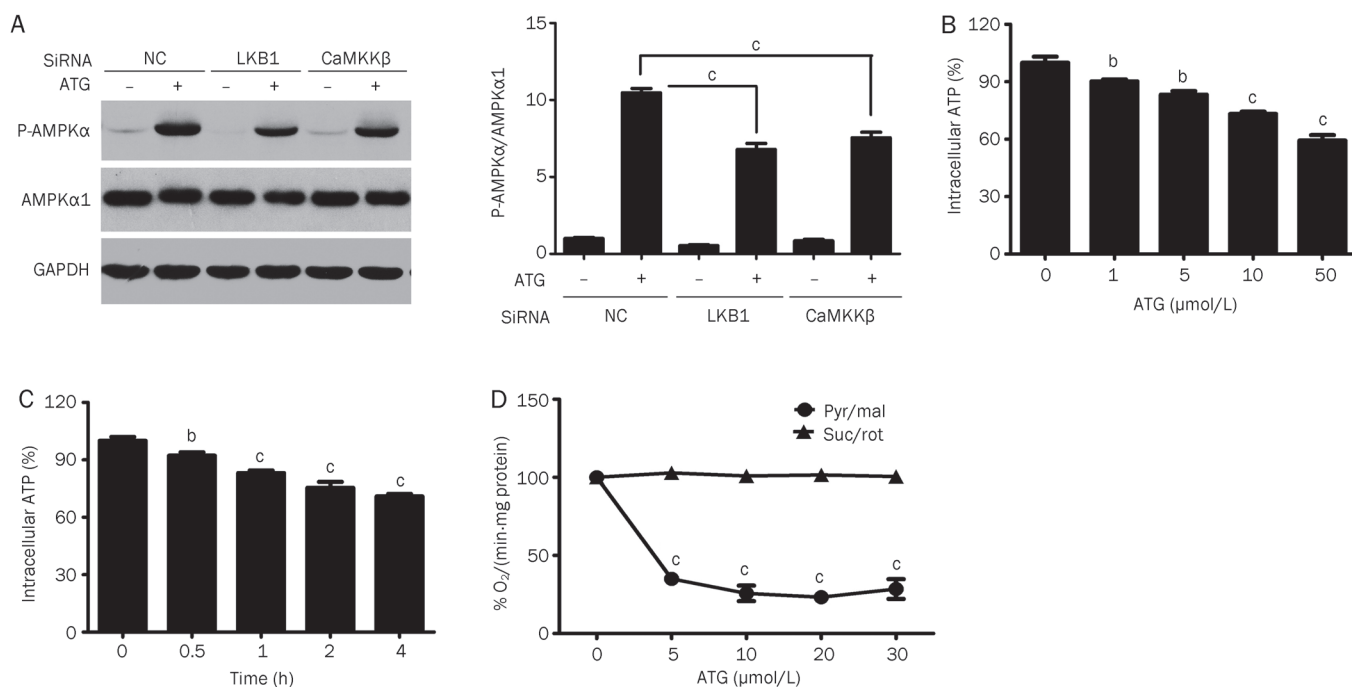 A
SiRNA NC LKB1 CaMKKβ
ATG – + – + – +
P-AMPKα
AMPKα1
GAPDH
P-AMPKα/AMPKα1
15
10
5
0
c
c
ATG – + – + – +
SiRNA NC LKB1 CaMKKβ
B
Intracellular ATP (%)
120
90
60
30
0
b b c c
0 1 5 10 50
ATG (μmol/L)
C
Intracellular ATP (%)
120
90
60
30
0
b c c c
0 0.5 1 2 4
Time (h)
D
% O₂/(min·mg protein)
150
100
50
0
Pyr/mal
Suc/rot
c c c c
0 5 10 20 30
ATG (μmol/L)